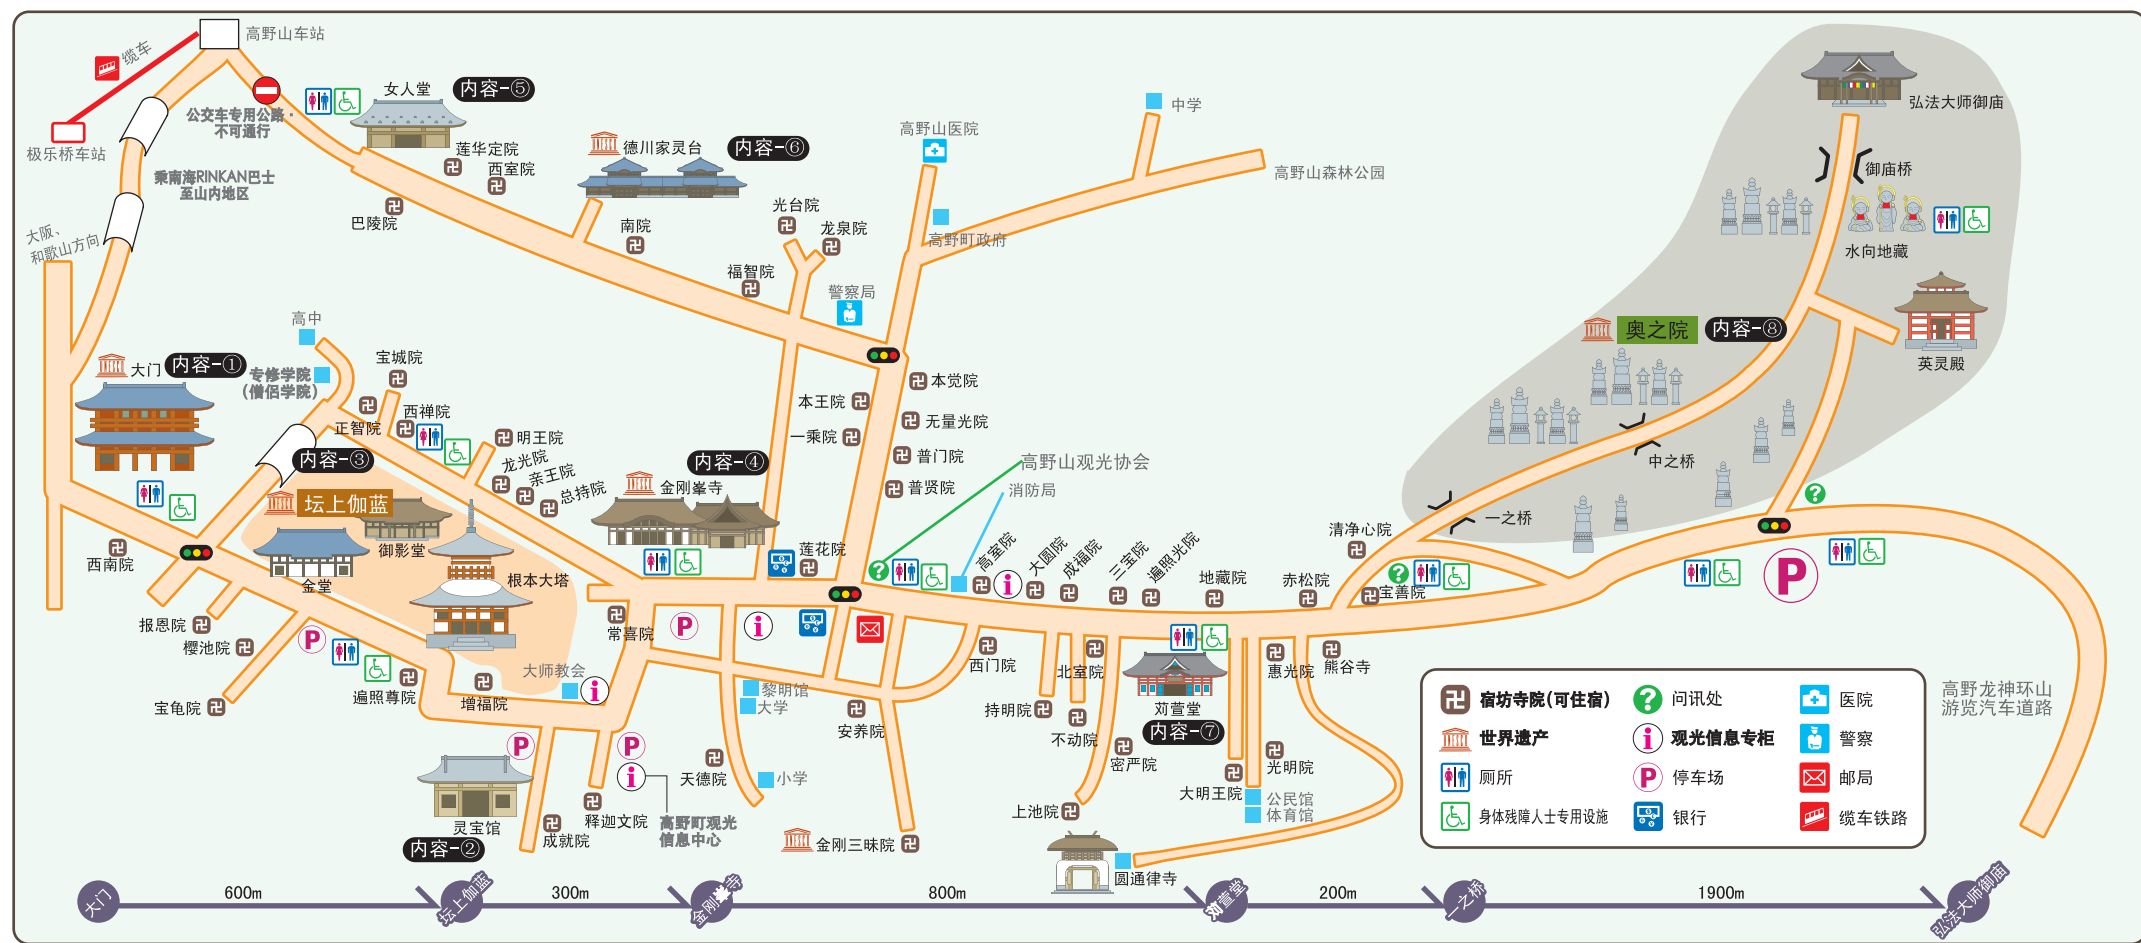 高野山车站
缆车
极乐桥车站
公交车专用公路·
不可通行
乘南海RINKAN巴士
至山内地区
大阪、
和歌山方向
女人堂
内容-⑤
莲华定院
西室院
巴陵院
德川家灵台
内容-⑥
南院
光台院
龙泉院
福智院
警察局
高野山医院
高野町政府
中学
高野山森林公园
弘法大师御庙
御庙桥
水向地藏
英灵殿
奥之院
内容-⑧
中之桥
一之桥
高中
专修学院
(僧侣学院)
大门
内容-①
宝城院
正智院
西禅院
明王院
龙光院
亲王院
总持院
内容-③
坛上伽蓝
御影堂
金堂
根本大塔
西南院
报恩院
樱池院
宝龟院
遍照尊院
增福院
内容-④
金刚峯寺
莲花院
本觉院
本王院
无量光院
一乘院
普门院
普贤院
高野山观光协会
消防局
高室院
大圆院
成福院
三宝院
遍照光院
地藏院
赤松院
清净心院
宝善院
常喜院
大师教会
灵宝馆
内容-②
成就院
释迦文院
高野町观光
信息中心
黎明馆
大学
天德院
小学
安养院
金刚三昧院
西门院
持明院
北室院
不动院
密严院
上池院
苅萱堂
内容-⑦
大明王院
惠光院
光明院
熊谷寺
公民馆
体育馆
圆通律寺
高野龙神环山
游览汽车道路
宿坊寺院(可住宿)
问讯处
医院
世界遗产
观光信息专柜
警察
厕所
停车场
邮局
身体残障人士专用设施
银行
缆车铁路
大门
600m
坛上伽蓝
300m
金刚峯寺
800m
苅萱堂
200m
一之桥
1900m
弘法大师御庙